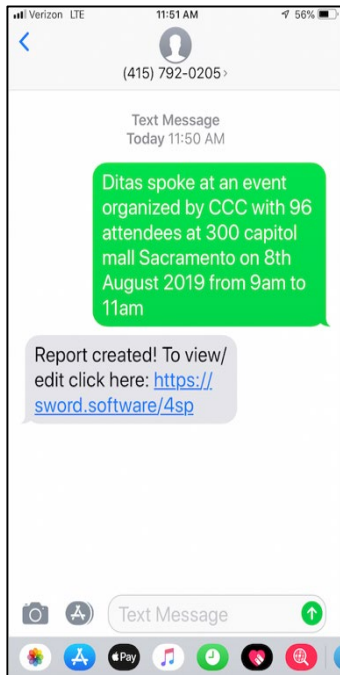 Verizon LTE 11:51 AM 56%
(415) 792-0205 >
Text Message
Today 11:50 AM
Ditas spoke at an event
organized by CCC with 96
attendees at 300 capitol
mall Sacramento on 8th
August 2019 from 9am to
11am
Report created! To view/
edit click here: https://
sword.software/4sp
Text Message
Pay